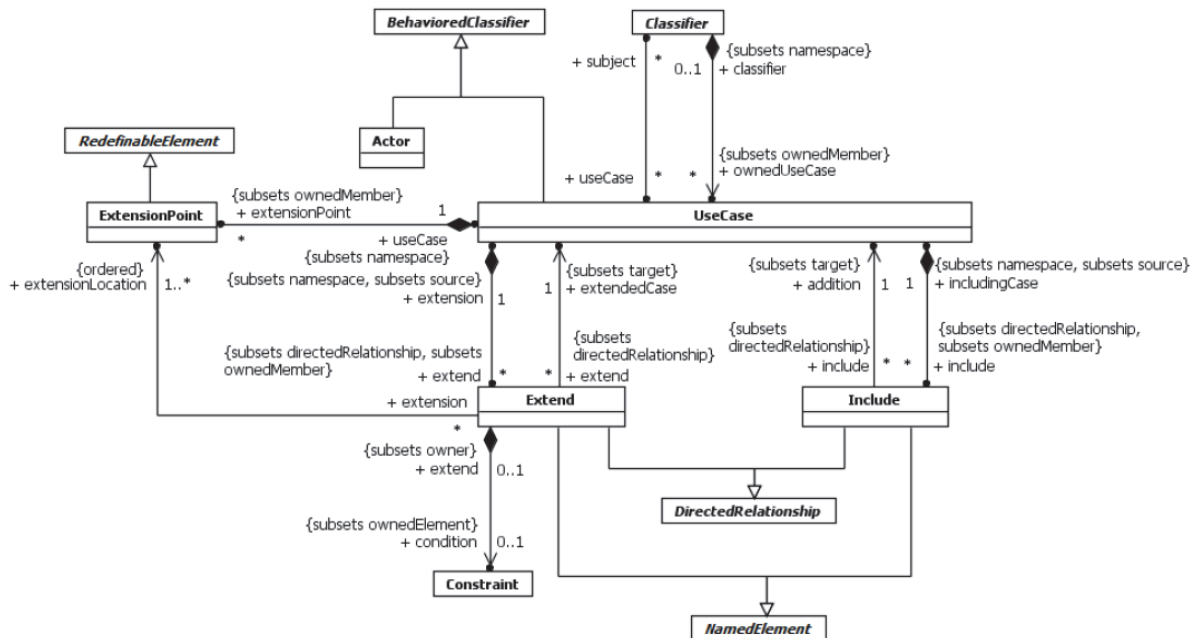 BehavioredClassifier
Classifier
+ subject
*
0..1
{subsets namespace}
+ classifier
RedefinableElement
Actor
{subsets ownedMember}
+ ownedUseCase
+ useCase
*
*
{subsets ownedMember}
+ extensionPoint
1
ExtensionPoint
UseCase
*
+ useCase
{subsets namespace}
{ordered}
+ extensionLocation
1..*
{subsets namespace, subsets source}
+ extension
1
{subsets target}
1
+ extendedCase
{subsets target}
+ addition
1
1
{subsets namespace, subsets source}
+ includingCase
{subsets directedRelationship, subsets
ownedMember}
+ extend
*
{subsets
directedRelationship}
*
+ extend
{subsets
directedRelationship}
+ include
*
*
{subsets directedRelationship,
subsets ownedMember}
+ include
+ extension
*
Extend
Include
{subsets owner}
+ extend
0..1
DirectedRelationship
{subsets ownedElement}
+ condition
0..1
Constraint
NamedElement